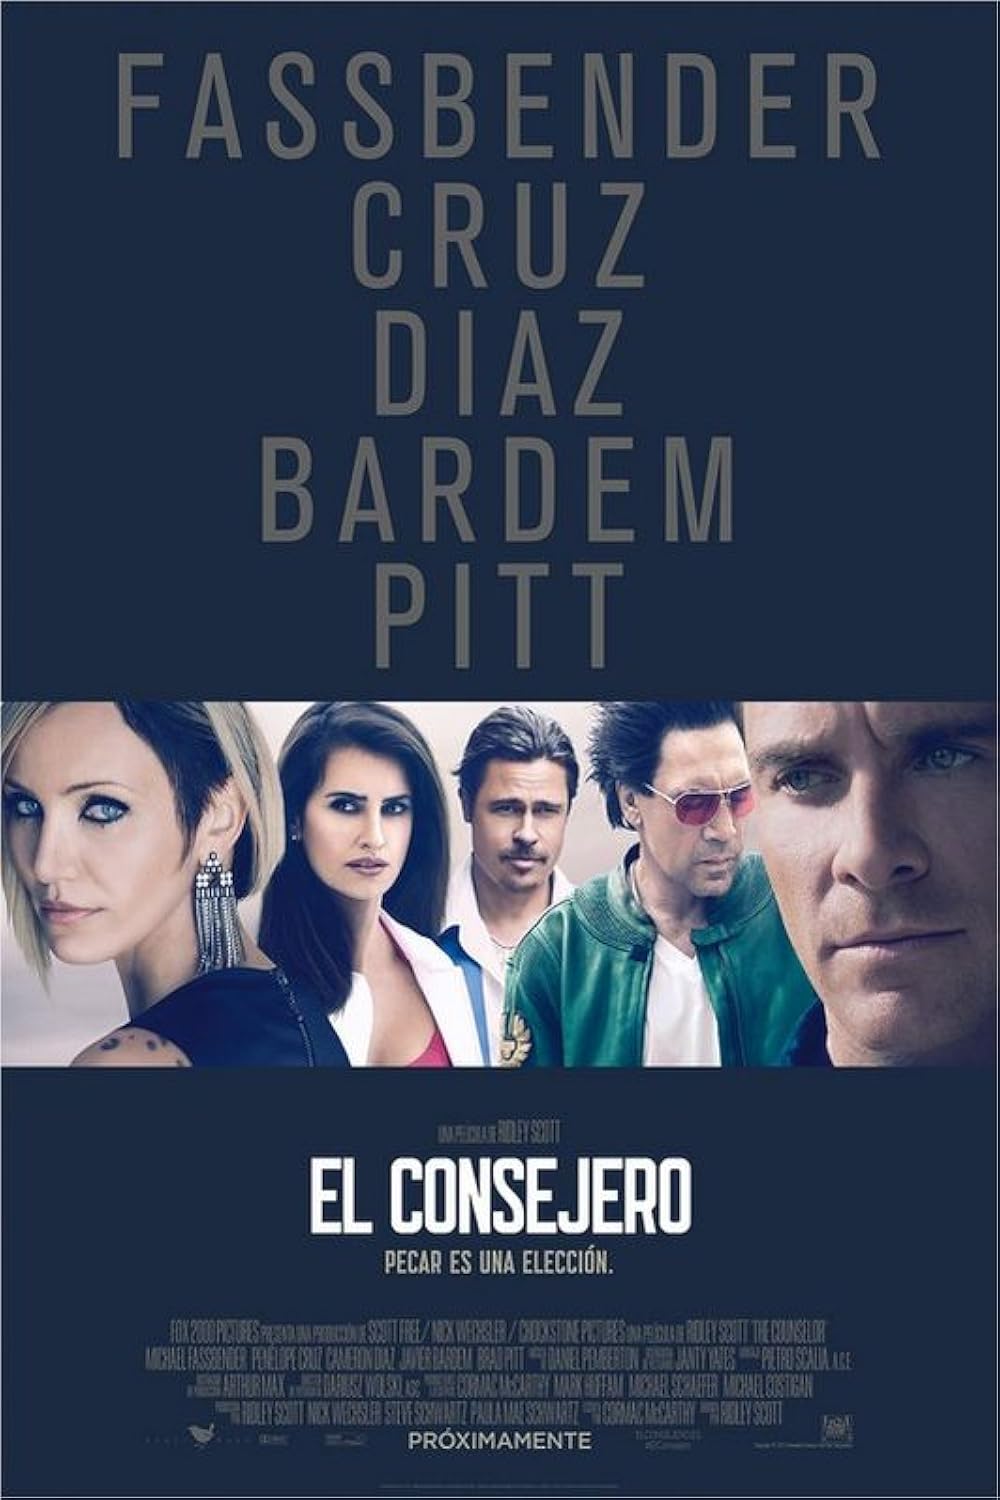 FASSBENDER
CRUZ
DIAZ
BARDEM
PITT
UNA PELÍCULA DE RIDLEY SCOTT
EL CONSEJERO
PECAR ES UNA ELECCIÓN.
FOX 2000 PICTURES PRESENTA UNA PRODUCCIÓN DE SCOTT FREE / NICK WECHSLER / CHOCKSTONE PICTURES UNA PELÍCULA DE RIDLEY SCOTT "THE COUNSELOR"
MICHAEL FASSBENDER PENÉLOPE CRUZ CAMERON DIAZ JAVIER BARDEM BRAD PITT DANIEL PEMBERTON JANTY YATES PIETRO SCALIA, A.C.E.
ARTHUR MAX DARIUSZ WOLSKI, ASC CORMAC McCARTHY MARK HUFFAM MICHAEL SCHAEFER MICHAEL COSTIGAN
RIDLEY SCOTT NICK WECHSLER STEVE SCHWARTZ PAULA MAE SCHWARTZ CORMAC McCARTHY RIDLEY SCOTT
PRÓXIMAMENTE